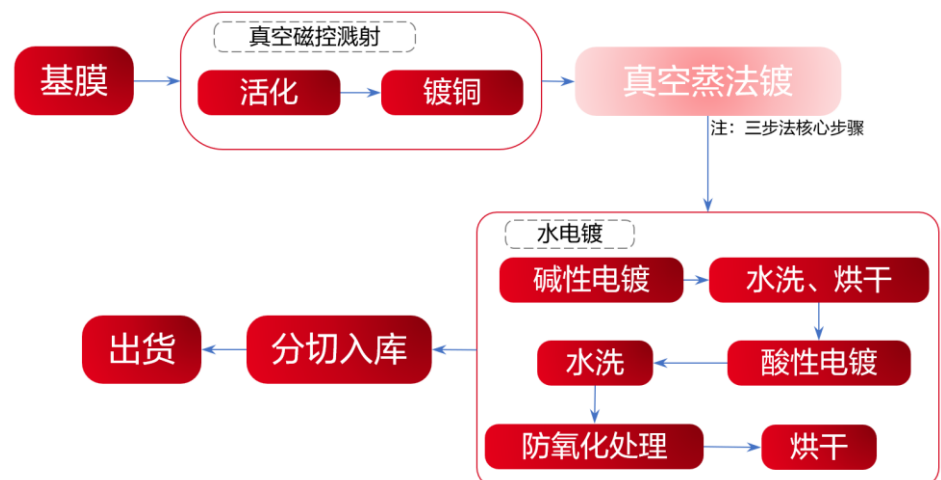 真空磁控溅射
基膜
活化
镀铜
真空蒸法镀
注：三步法核心步骤
水电镀
碱性电镀
水洗、烘干
酸性电镀
水洗
防氧化处理
烘干
分切入库
出货